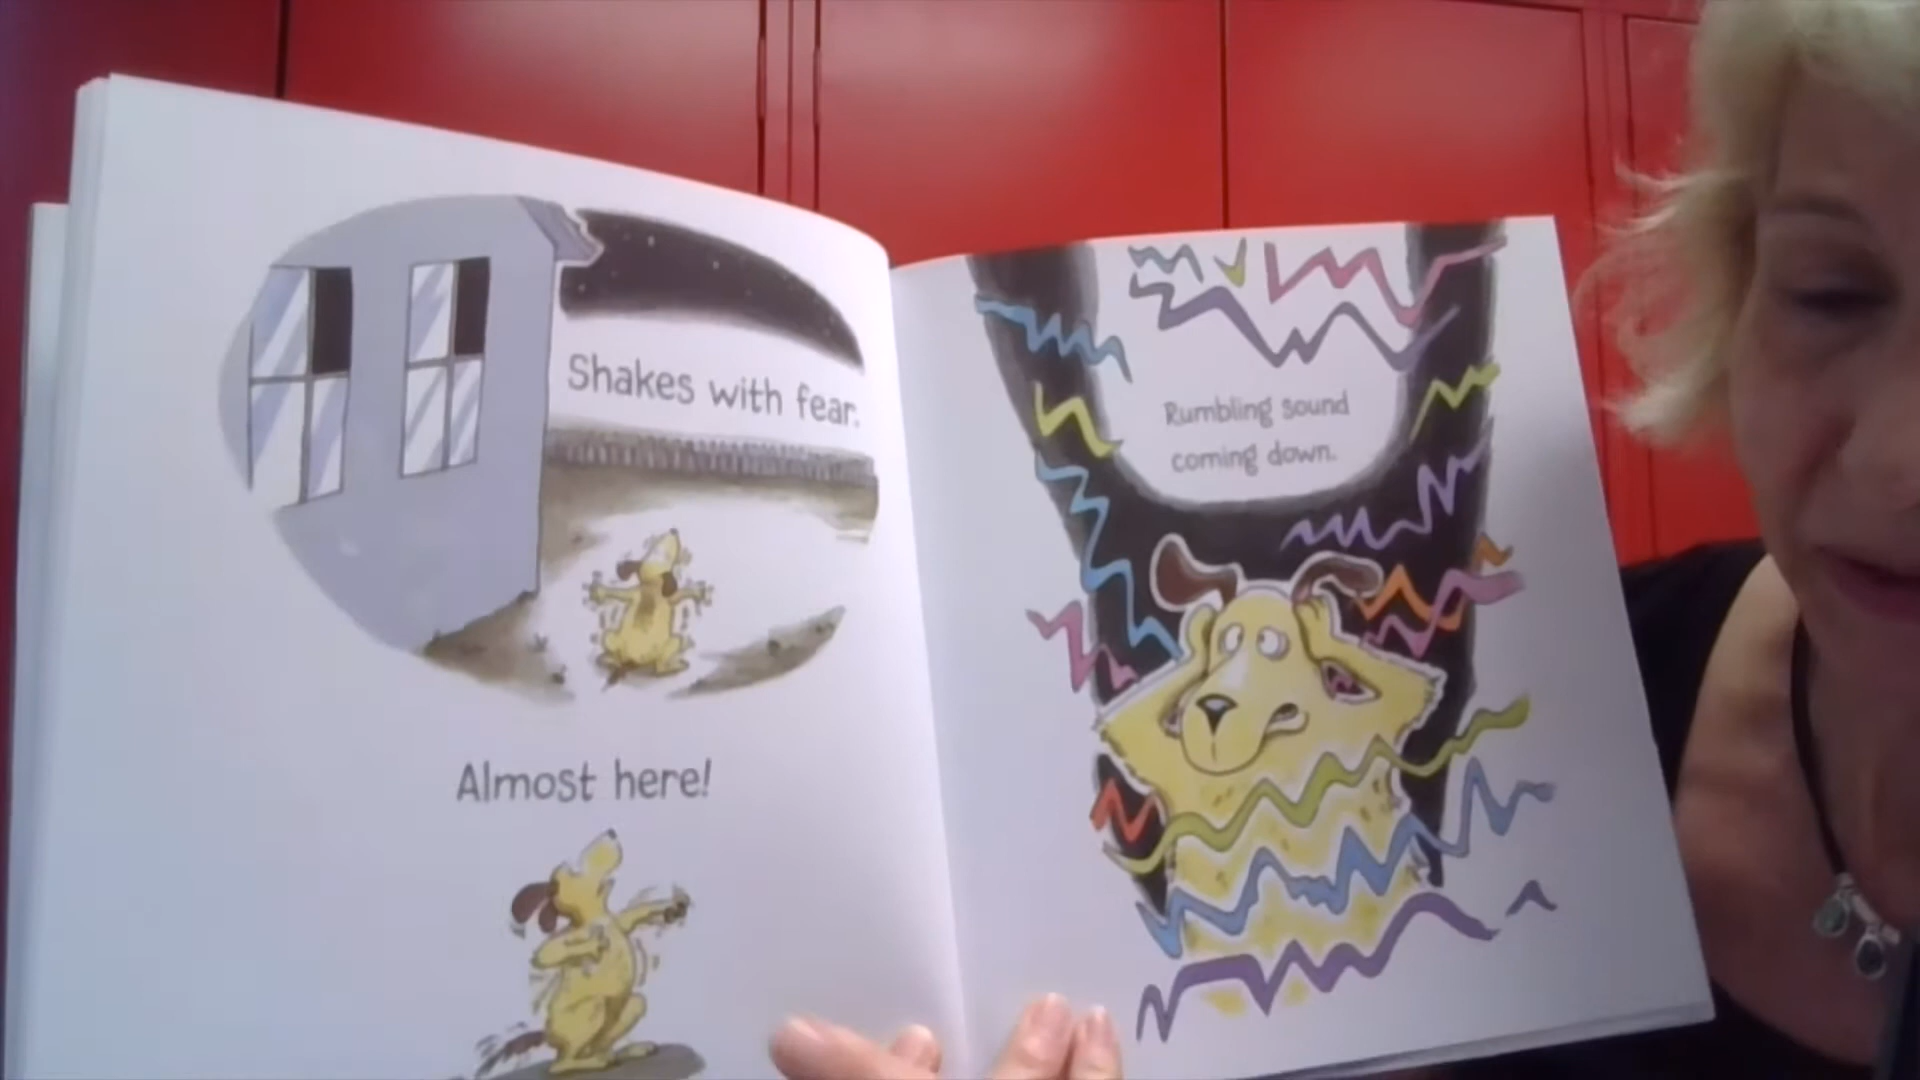 Shakes with fear.
Almost here!
Rumbling sound
coming down.